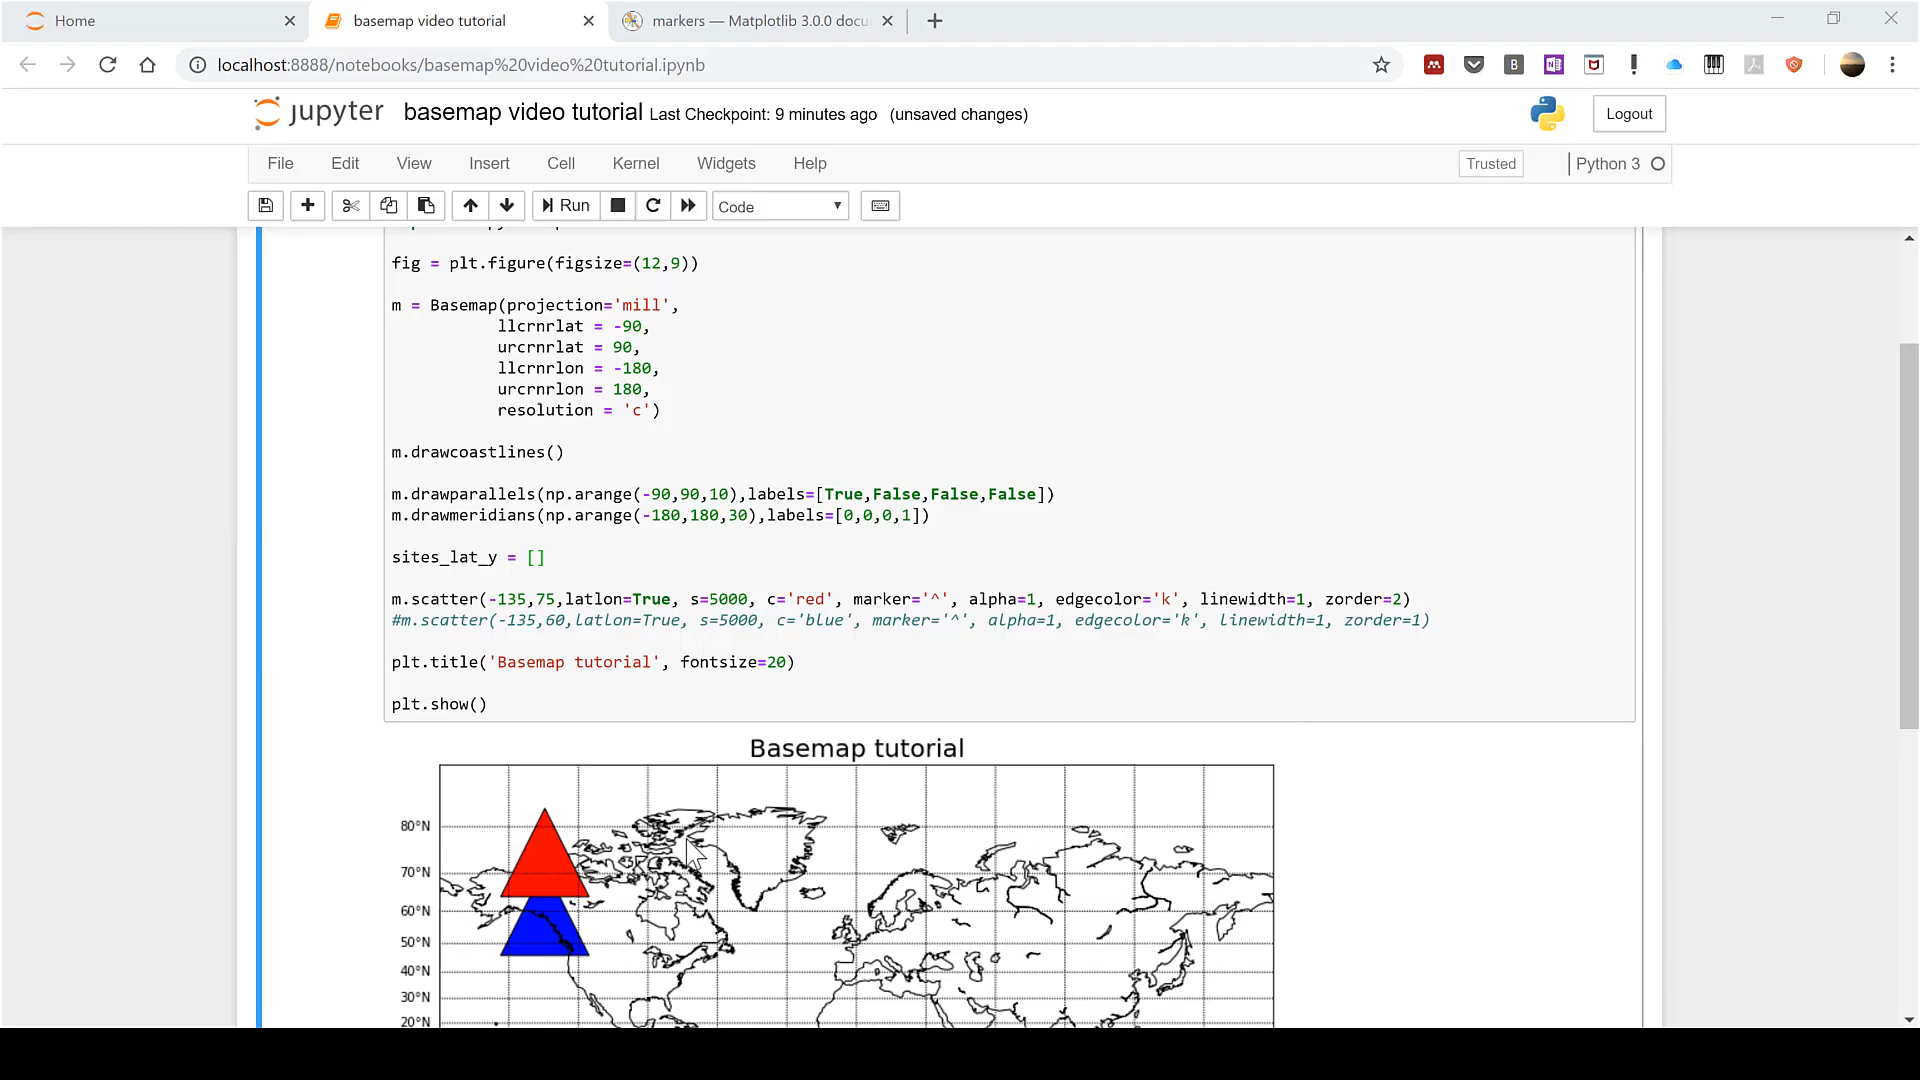 Home
basemap video tutorial
markers — Matplotlib 3.0.0 docu
localhost:8888/notebooks/basemap%20video%20tutorial.ipynb
jupyter basemap video tutorial Last Checkpoint: 9 minutes ago (unsaved changes)
Logout
File Edit View Insert Cell Kernel Widgets Help
Trusted
Python 3
Run
Code
fig = plt.figure(figsize=(12,9))
m = Basemap(projection='mill',
llcrnrlat = -90,
urcrnrlat = 90,
llcrnrlon = -180,
urcrnrlon = 180,
resolution = 'c')
m.drawcoastlines()
m.drawparallels(np.arange(-90,90,10),labels=[True,False,False,False])
m.drawmeridians(np.arange(-180,180,30),labels=[0,0,0,1])
sites_lat_y = []
m.scatter(-135,75,latlon=True, s=5000, c='red', marker='^', alpha=1, edgecolor='k', linewidth=1, zorder=2)
#m.scatter(-135,60,latlon=True, s=5000, c='blue', marker='^', alpha=1, edgecolor='k', linewidth=1, zorder=1)
plt.title('Basemap tutorial', fontsize=20)
plt.show()
Basemap tutorial
80°N
70°N
60°N
50°N
40°N
30°N
20°N